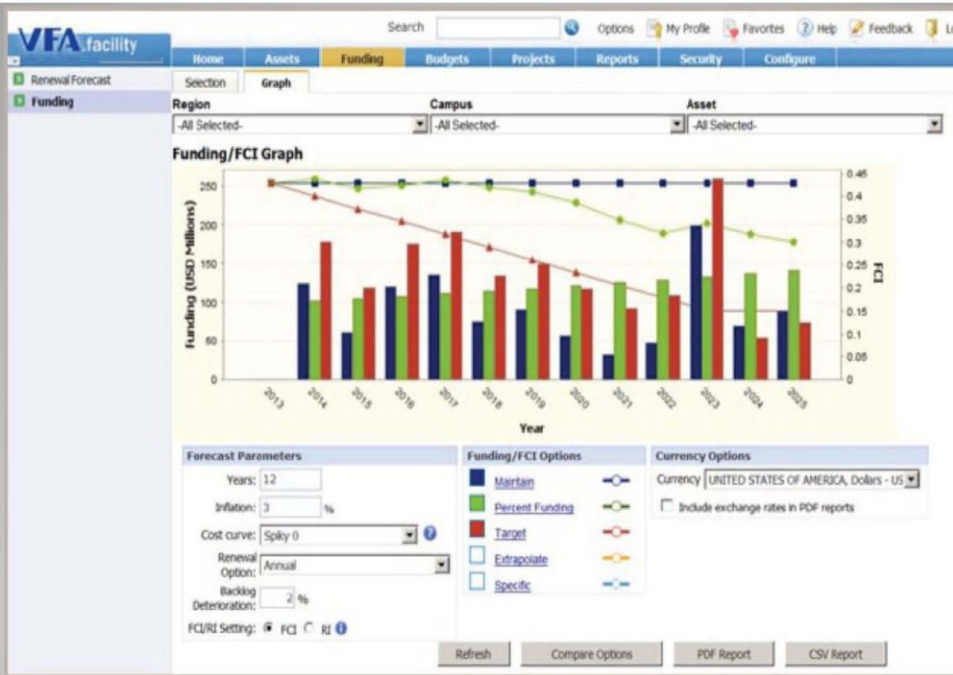 VFA.facility
Search Options My Profile Favorites Help Feedback
Home Assets Funding Budgets Projects Reports Security Configure
Renewal Forecast
Funding
Selection Graph
Region Campus Asset
-All Selected- -All Selected- -All Selected-
Funding/FCI Graph
250 200 150 100 50 0
Funding (USD Millions)
0.45 0.4 0.35 0.3 0.25 0.2 0.15 0.1 0.05 0
FCI
2013 2014 2015 2016 2017 2018 2019 2020 2021 2022 2023 2024 2025
Year
Forecast Parameters
Years: 12
Inflation: 3 %
Cost curve: Spiky 0
Renewal
Option: Annual
Backlog
Deterioration: 2 %
FCI/RI Setting: FCI RI
Funding/FCI Options
Maintain
Percent Funding
Target
Extrapolate
Specific
Currency Options
Currency UNITED STATES OF AMERICA, Dollars - US
Include exchange rates in PDF reports
Refresh Compare Options PDF Report CSV Report